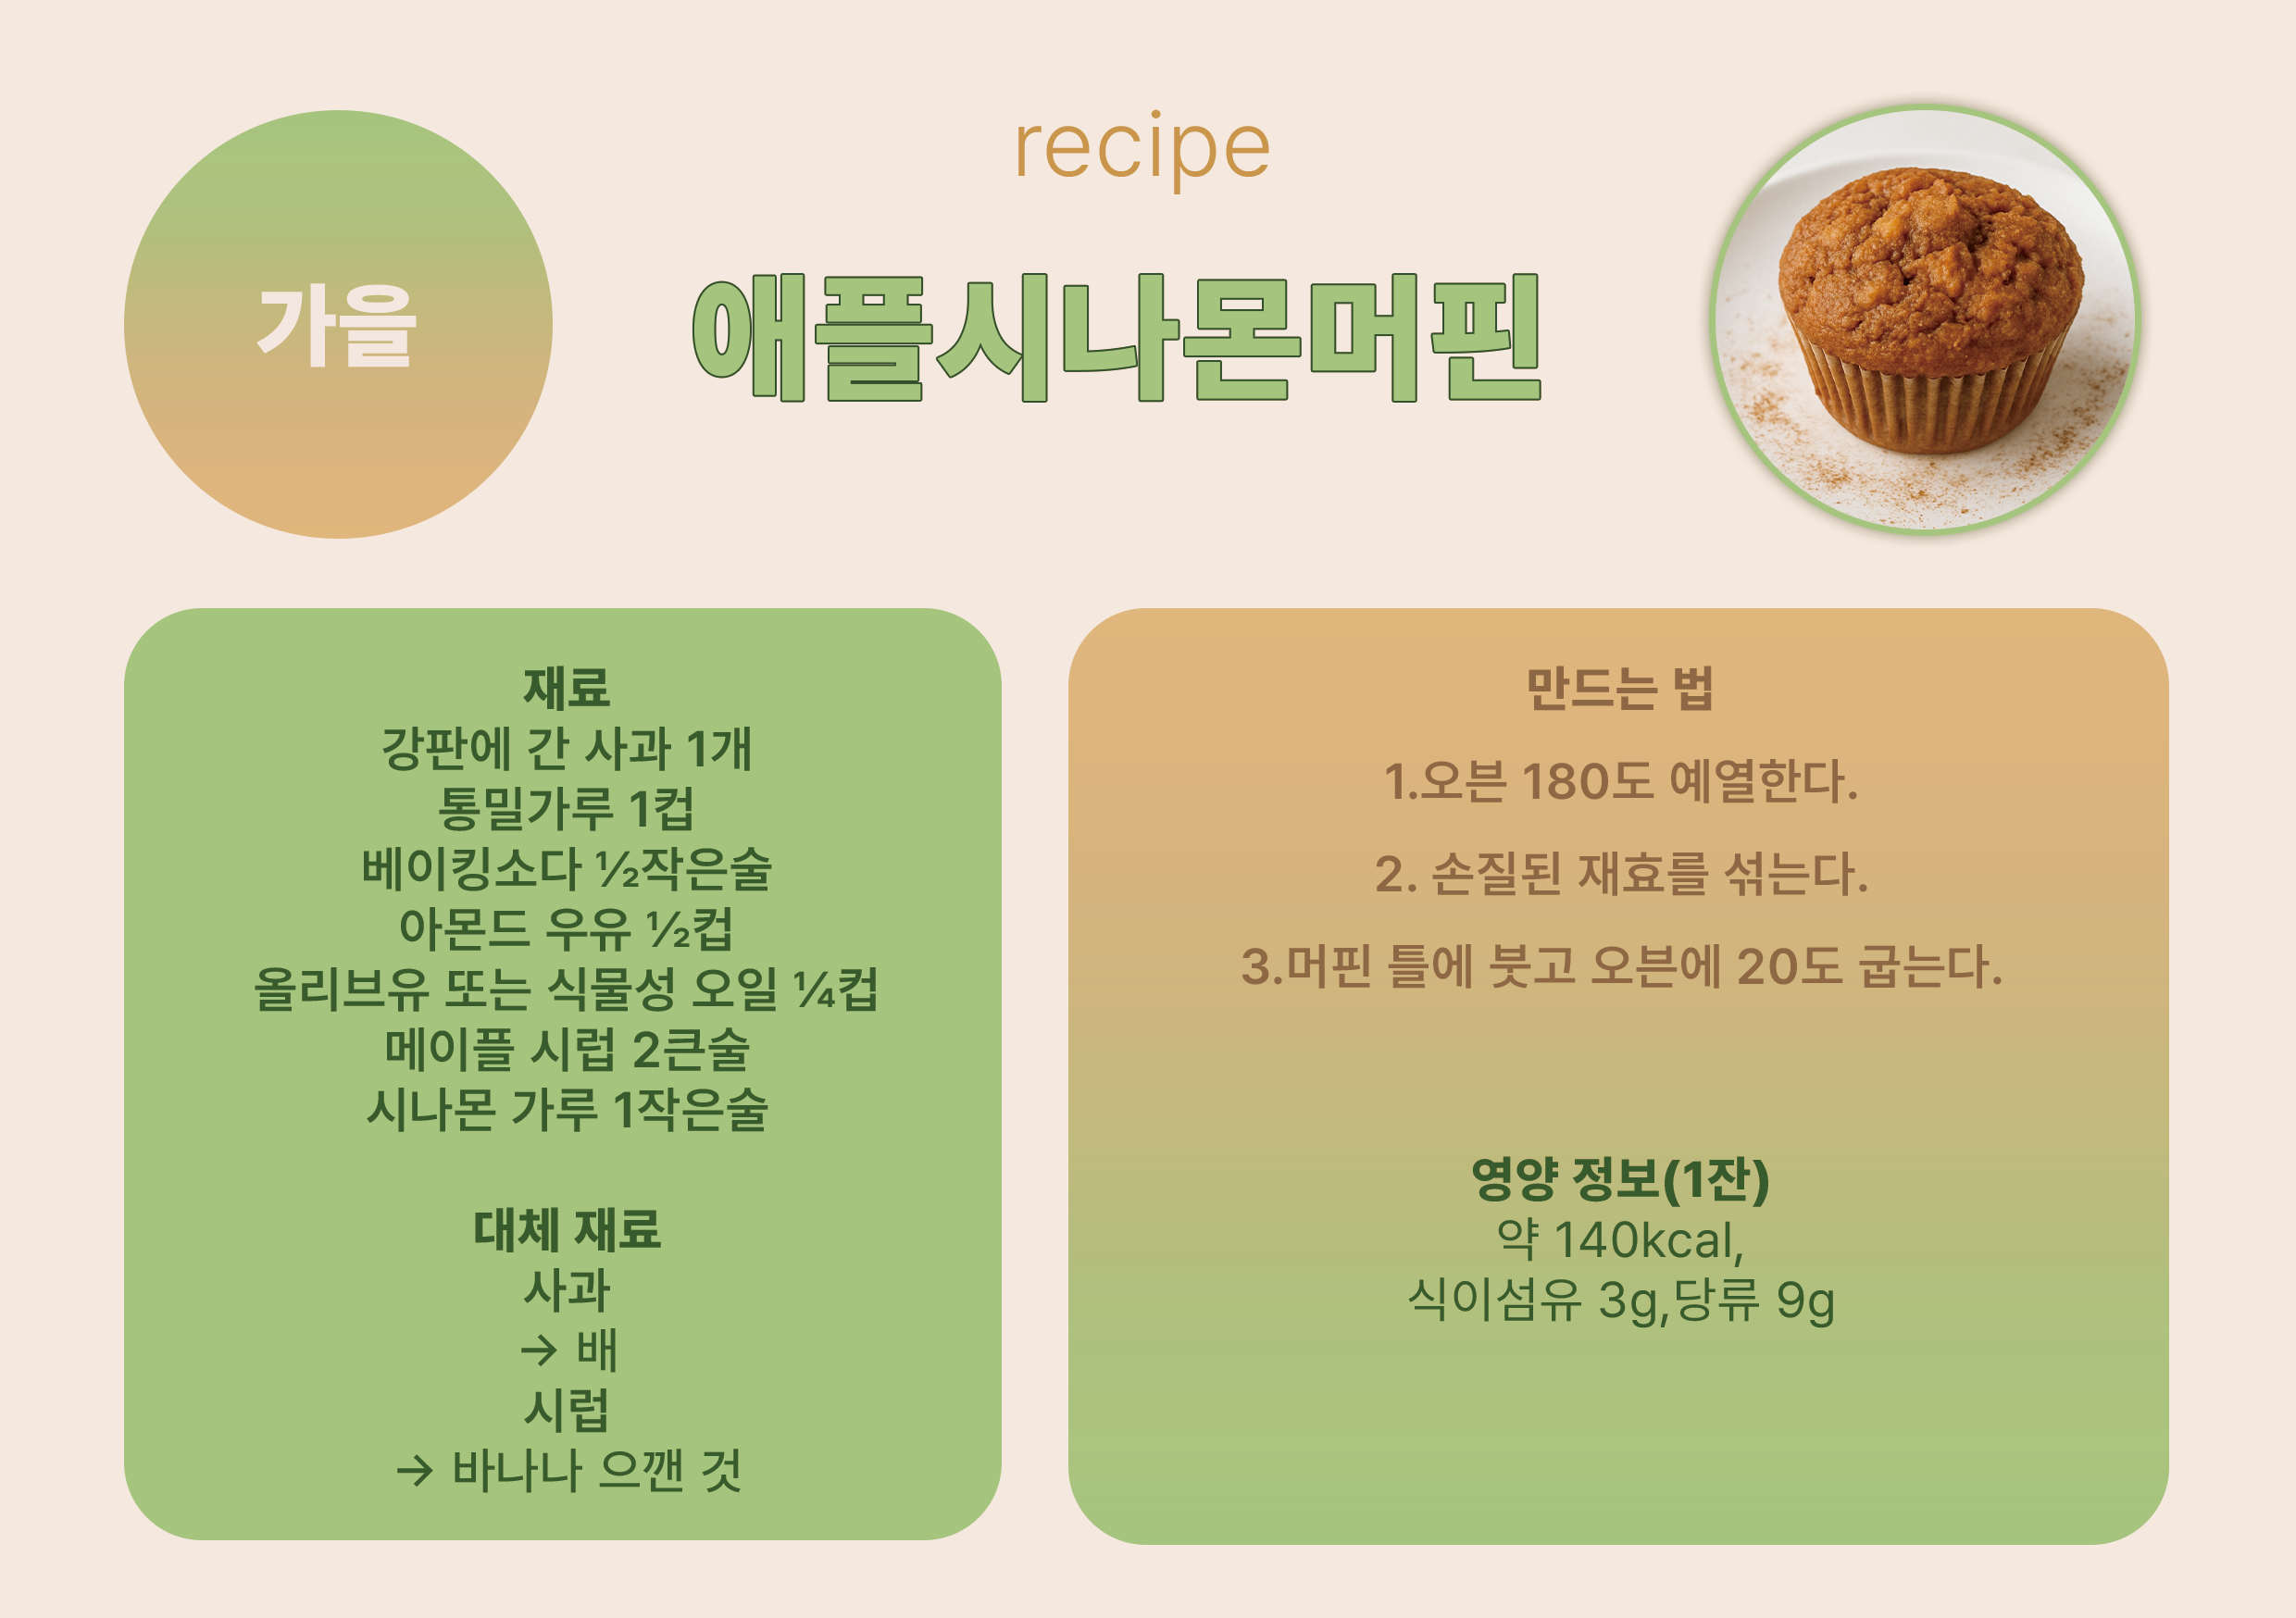 가을
recipe
애플시나몬머핀
재료
강판에 간 사과 1개
통밀가루 1컵
베이킹소다 ½작은술
아몬드 우유 ½컵
올리브유 또는 식물성 오일 ¼컵
메이플 시럽 2큰술
시나몬 가루 1작은술
대체 재료
사과
→ 배
시럽
→ 바나나 으깬 것
만드는 법
1.오븐 180도 예열한다.
2. 손질된 재효를 섞는다.
3.머핀 틀에 붓고 오븐에 20도 굽는다.
영양 정보(1잔)
약 140kcal,
식이섬유 3g,당류 9g